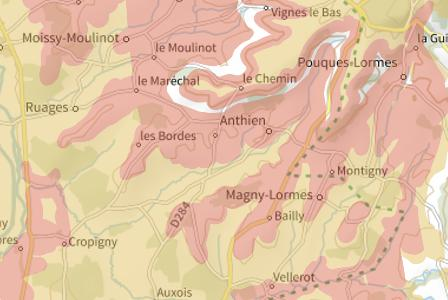 Vignes le Bas
Moissy-Moulinot
le Moulinot
la Gui
Pouques-Lormes
le Maréchal
le Chemin
Ruages
Anthien
les Bordes
Montigny
Magny-Lormes
D284
Bailly
Cropigny
Vellerot
Auxois